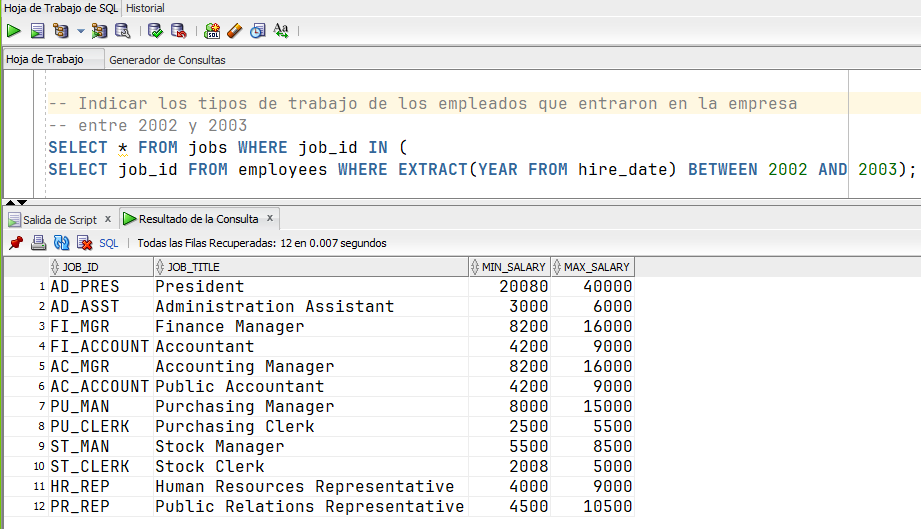 Hoja de Trabajo de SQL Historial
Hoja de Trabajo Generador de Consultas
-- Indicar los tipos de trabajo de los empleados que entraron en la empresa
-- entre 2002 y 2003
SELECT * FROM jobs WHERE job_id IN (
SELECT job_id FROM employees WHERE EXTRACT(YEAR FROM hire_date) BETWEEN 2002 AND 2003);
Salida de Script x Resultado de la Consulta x
SQL | Todas las Filas Recuperadas: 12 en 0.007 segundos
JOB_ID JOB_TITLE MIN_SALARY MAX_SALARY
1 AD_PRES President 20080 40000
2 AD_ASST Administration Assistant 3000 6000
3 FI_MGR Finance Manager 8200 16000
4 FI_ACCOUNT Accountant 4200 9000
5 AC_MGR Accounting Manager 8200 16000
6 AC_ACCOUNT Public Accountant 4200 9000
7 PU_MAN Purchasing Manager 8000 15000
8 PU_CLERK Purchasing Clerk 2500 5500
9 ST_MAN Stock Manager 5500 8500
10 ST_CLERK Stock Clerk 2008 5000
11 HR_REP Human Resources Representative 4000 9000
12 PR_REP Public Relations Representative 4500 10500